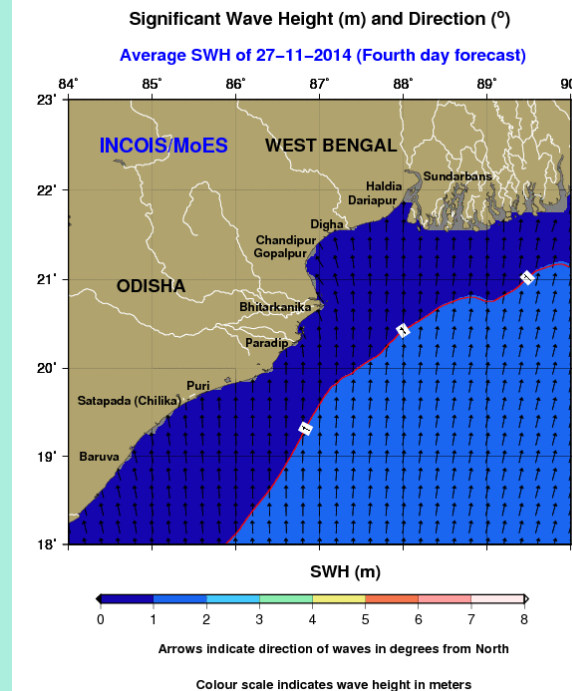 Significant Wave Height (m) and Direction (°)
Average SWH of 27−11−2014 (Fourth day forecast)
84˚ 85˚ 86˚ 87˚ 88˚ 89˚ 90
23˚
INCOIS/MoES WEST BENGAL
22˚
Sundarbans
Haldia
Dariapur
Digha
Chandipur
Gopalpur
21˚
1
ODISHA
Bhitarkanika
1
Paradip
20˚
Puri
Satapada (Chilika)
1
19˚
Baruva
18˚
SWH (m)
0 1 2 3 4 5 6 7 8
Arrows indicate direction of waves in degrees from North
Colour scale indicates wave height in meters